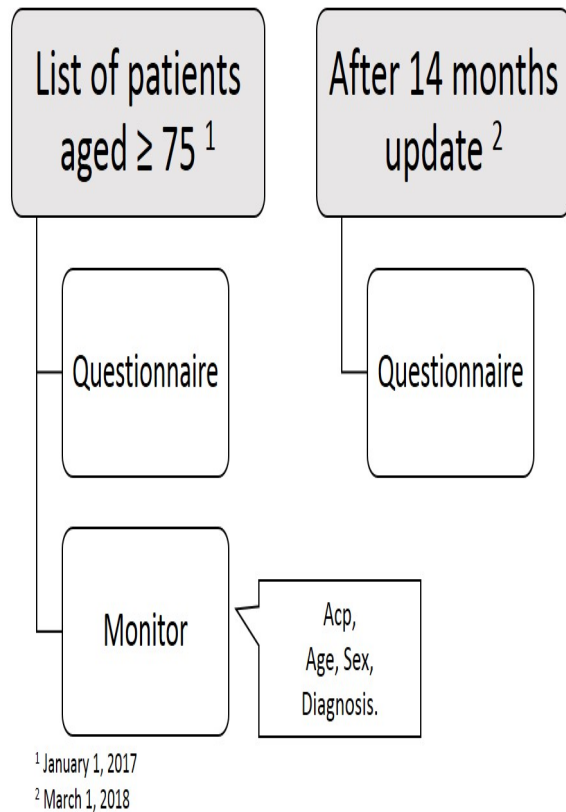 List of patients
aged ≥ 75 ¹
After 14 months
update ²
Questionnaire
Questionnaire
Monitor
Acp,
Age, Sex,
Diagnosis.
¹ January 1, 2017
² March 1, 2018